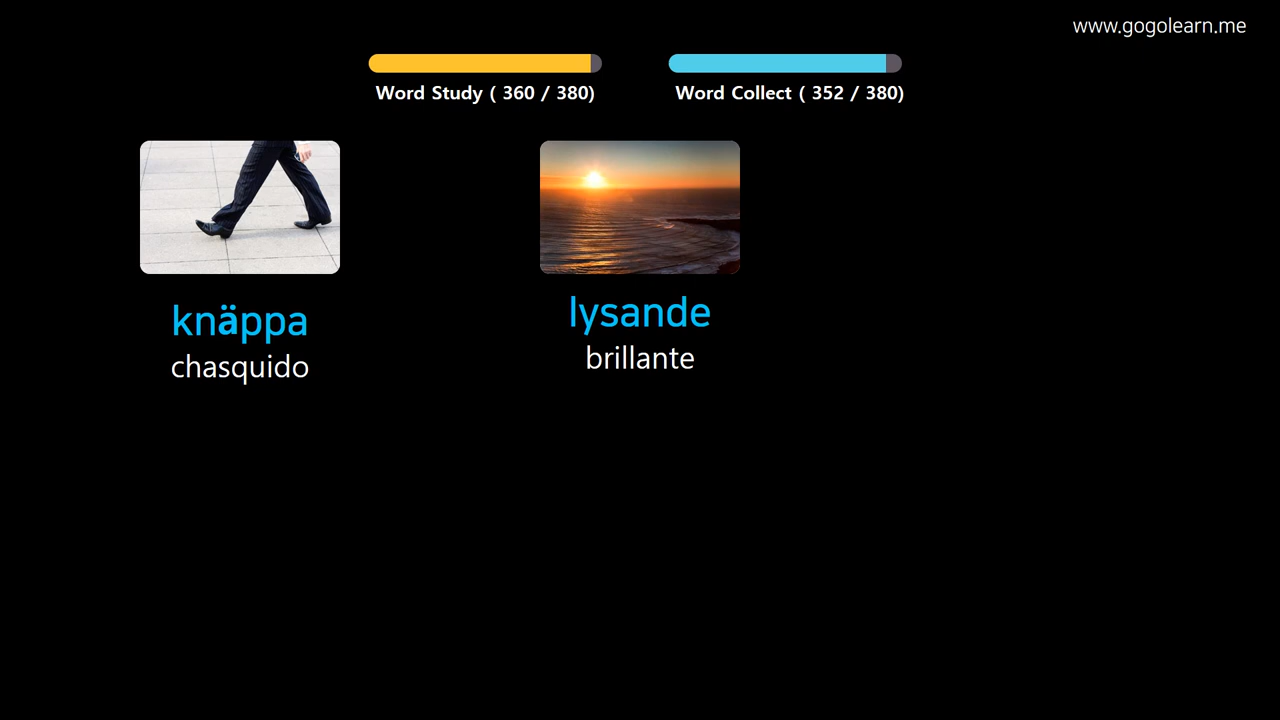 www.gogolearn.me
Word Study ( 360 / 380)
Word Collect ( 352 / 380)
knäppa
chasquido
lysande
brillante